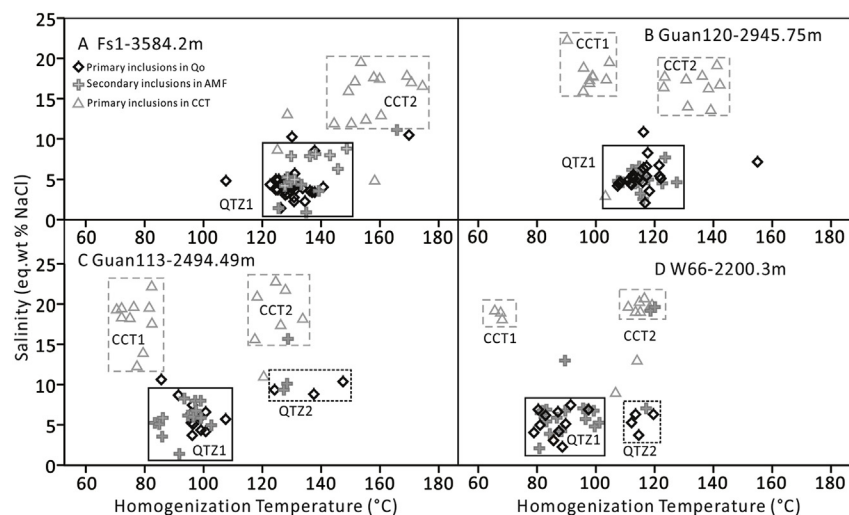 25
20
15
10
5
0
A Fs1-3584.2m
Primary inclusions in Qo
Secondary inclusions in AMF
Primary inclusions in CCT
CCT2
QTZ1
B Guan120-2945.75m
CCT1
CCT2
QTZ1
60 80 100 120 140 160 180
60 80 100 120 140 160 180
Salinity (eq.wt % NaCl)
25
20
15
10
5
0
C Guan113-2494.49m
CCT1
CCT2
QTZ2
QTZ1
D W66-2200.3m
CCT1
CCT2
QTZ1
QTZ2
60 80 100 120 140 160 180
60 80 100 120 140 160 180
Homogenization Temperature (°C)
Homogenization Temperature (°C)